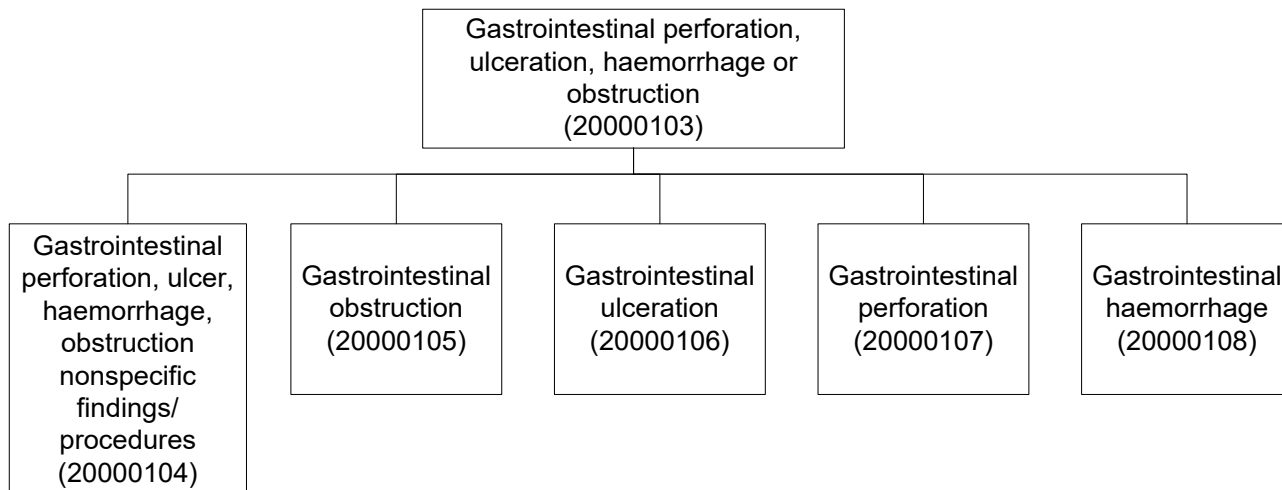 Gastrointestinal perforation,
ulceration, haemorrhage or
obstruction
(20000103)
Gastrointestinal
perforation, ulcer,
haemorrhage,
obstruction
nonspecific
findings/
procedures
(20000104)
Gastrointestinal
obstruction
(20000105)
Gastrointestinal
ulceration
(20000106)
Gastrointestinal
perforation
(20000107)
Gastrointestinal
haemorrhage
(20000108)